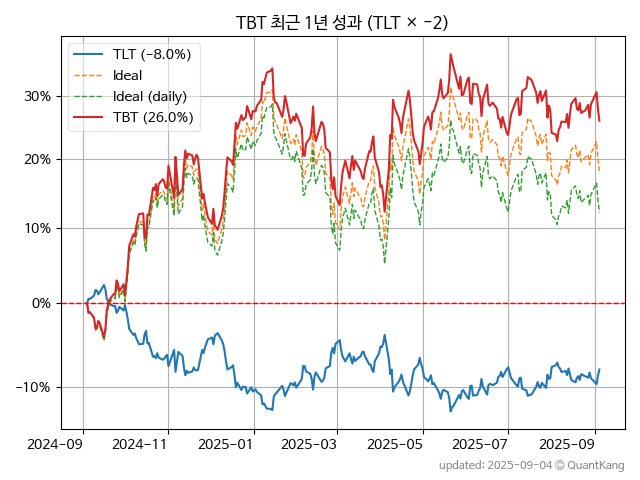 TBT 최근 1년 성과 (TLT × −2)
TLT (−8.0%)
Ideal
Ideal (daily)
TBT (26.0%)
30%
20%
10%
0%
−10%
2024-09
2024-11
2025-01
2025-03
2025-05
2025-07
2025-09
updated: 2025-09-04 © QuantKang